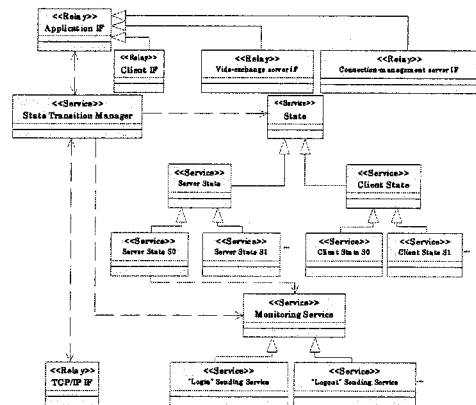 <<Relay>>
Application IF
<<Relay>>
Client IF
<<Relay>>
Vide-exchange server IF
<<Relay>>
Connection-management server IF
<<Service>>
State Transition Manager
<<Service>>
State
<<Service>>
Server State
<<Service>>
Client State
<<Service>>
Server State S0
<<Service>>
Server State S1
<<Service>>
Client State S0
<<Service>>
Client State S1
<<Service>>
Monitoring Service
<<Relay>>
TCP/IP IF
<<Service>>
"Login" Sending Service
<<Service>>
"Logout" Sending Service